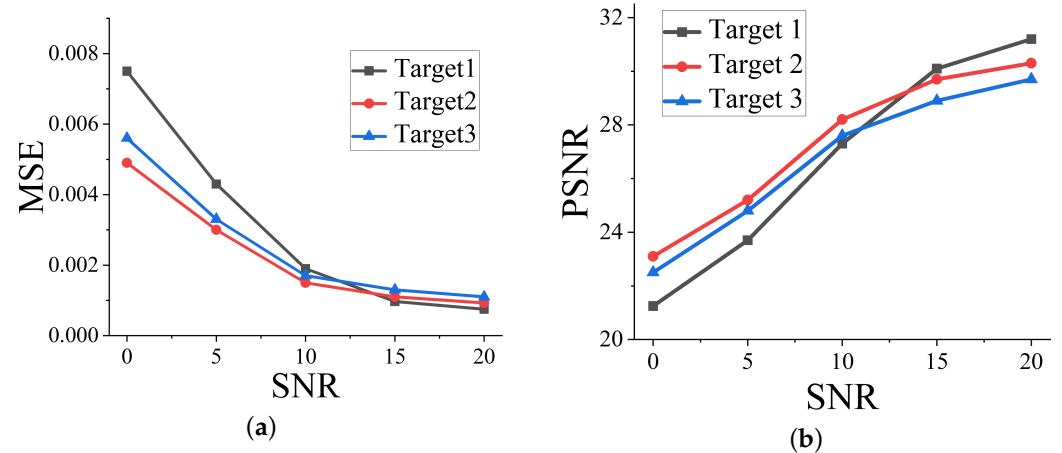 0.008
0.006
0.004
0.002
0.000
MSE
Target1
Target2
Target3
0 5 10 15 20
SNR
(a)
32
28
24
20
PSNR
Target 1
Target 2
Target 3
0 5 10 15 20
SNR
(b)